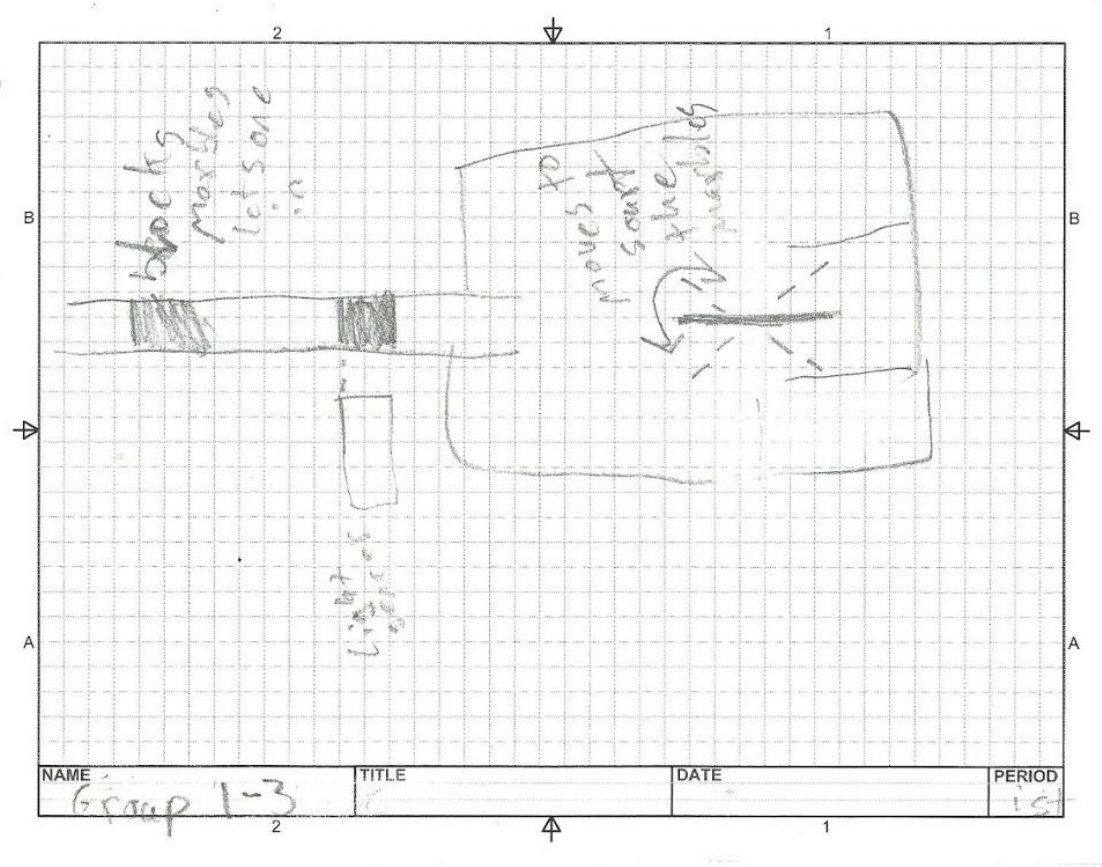 2
1
B
B
A
A
blocks
marbles
lets one
in
moves to
sourt
the
marbles
Light
sensor
NAME
Group 1-3
TITLE
DATE
PERIOD
1st
2
1